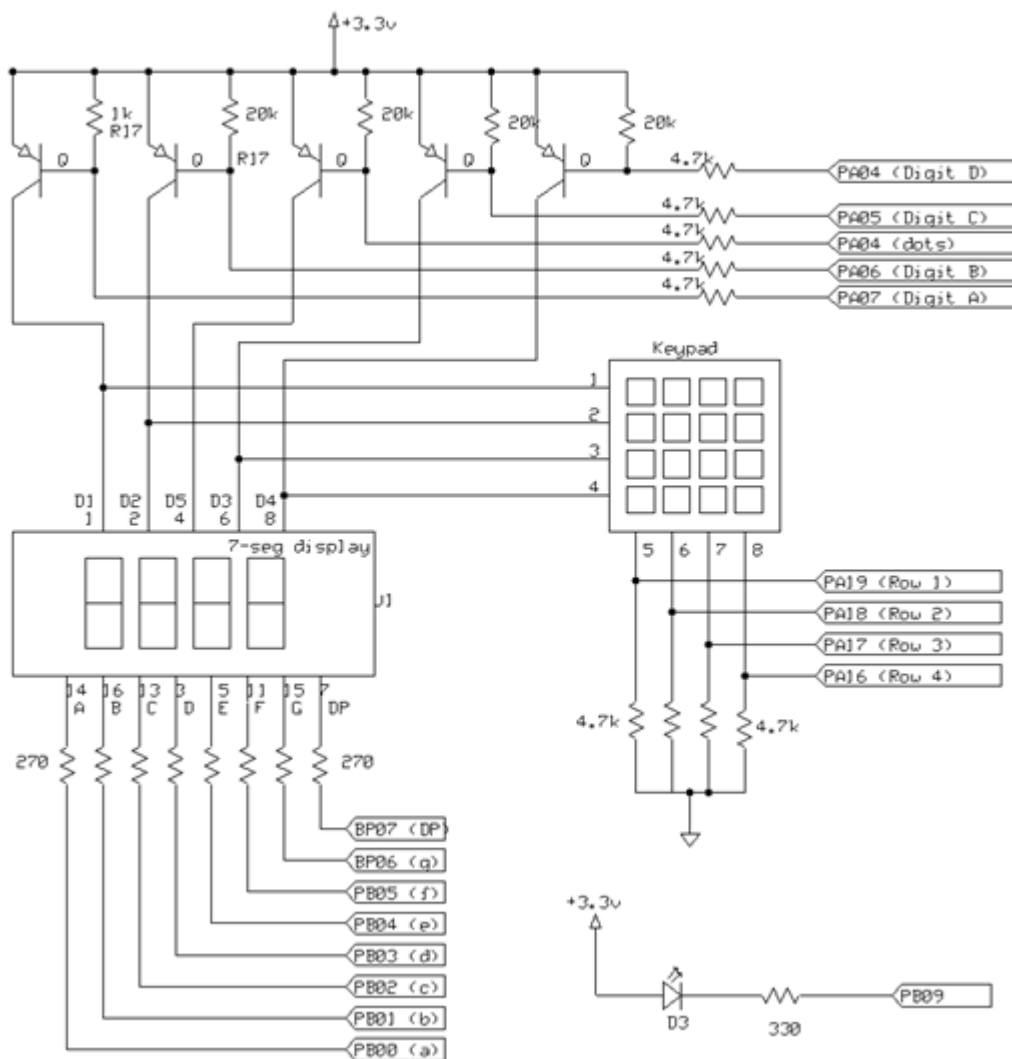 +3.3v
1k
R17
20k
20k
20k
20k
Q
Q
R17
Q
Q
Q
4.7k
PA04 (Digit D)
4.7k
PA05 (Digit C)
4.7k
PA04 (dots)
4.7k
PA06 (Digit B)
4.7k
PA07 (Digit A)
Keypad
1
2
3
4
D1 D2 D5 D3 D4
1 2 4 6 8
7-seg display
5 6 7 8
PA19 (Row 1)
U1
PA18 (Row 2)
PA17 (Row 3)
PA16 (Row 4)
14 16 13 3 5 11 15 7
A B C D E F G DP
4.7k 4.7k
270 270
BP07 (DP)
BP06 (g)
PB05 (f)
PB04 (e)
PB03 (d)
PB02 (c)
PB01 (b)
PB00 (a)
+3.3v
PB09
D3
330